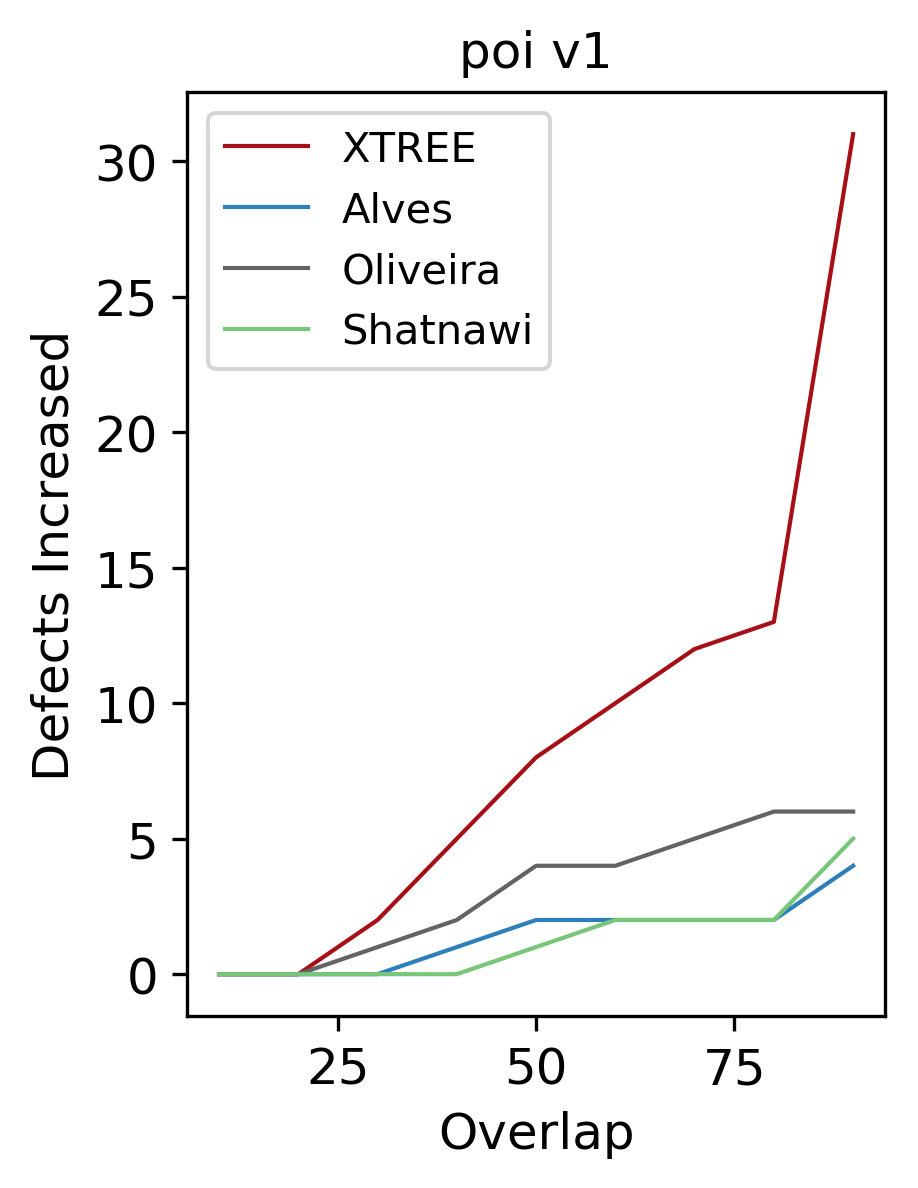 poi v1
XTREE
Alves
Oliveira
Shatnawi
Defects Increased
30
25
20
15
10
5
0
25 50 75
Overlap